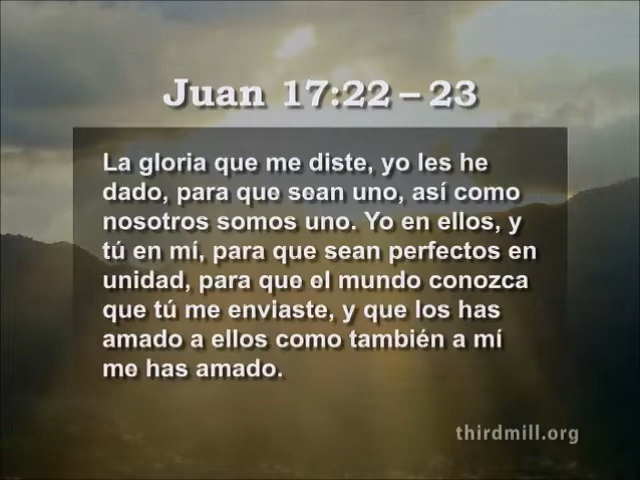 Juan 17:22 – 23
La gloria que me diste, yo les he
dado, para que sean uno, así como
nosotros somos uno. Yo en ellos, y
tú en mí, para que sean perfectos en
unidad, para que el mundo conozca
que tú me enviaste, y que los has
amado a ellos como también a mí
me has amado.
thirdmill.org